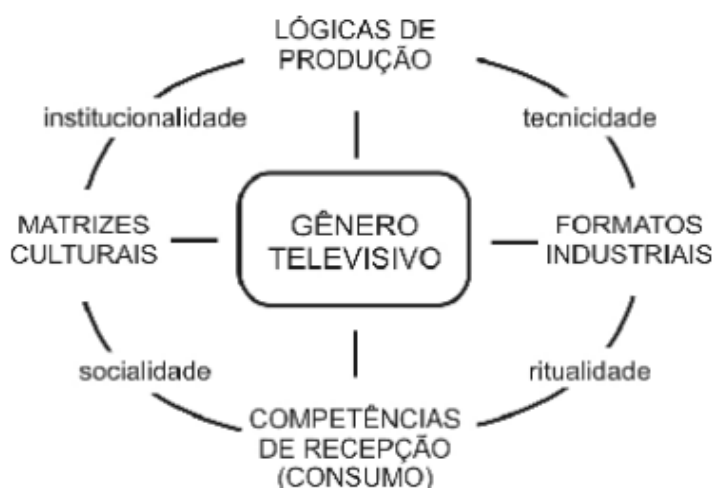 LÓGICAS DE
PRODUÇÃO
institucionalidade
tecnicidade
MATRIZES
CULTURAIS
GÊNERO
TELEVISIVO
FORMATOS
INDUSTRIAIS
socialidade
ritualidade
COMPETÊNCIAS
DE RECEPÇÃO
(CONSUMO)